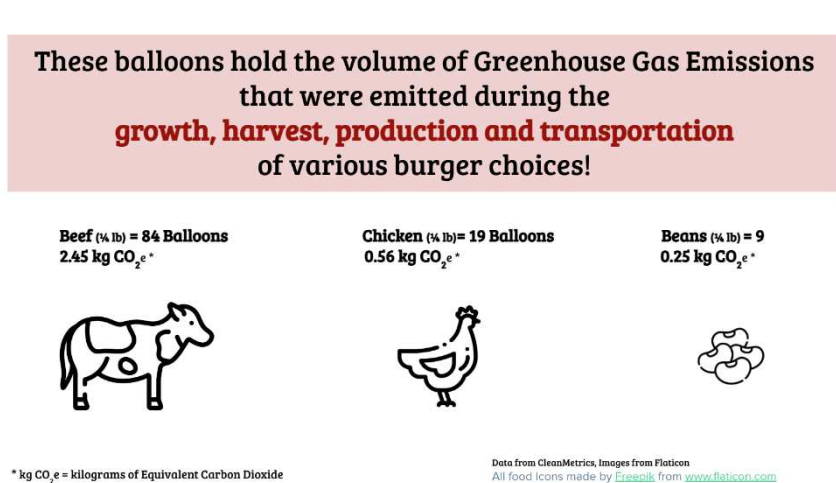 These balloons hold the volume of Greenhouse Gas Emissions
that were emitted during the
growth, harvest, production and transportation
of various burger choices!
Beef (¼ lb) = 84 Balloons
2.45 kg CO₂e *
Chicken (¼ lb)= 19 Balloons
0.56 kg CO₂e *
Beans (¼ lb) = 9
0.25 kg CO₂e *
* kg CO₂e = kilograms of Equivalent Carbon Dioxide
Data from CleanMetrics, Images from Flaticon
All food Icons made by Freepik from www.flaticon.com